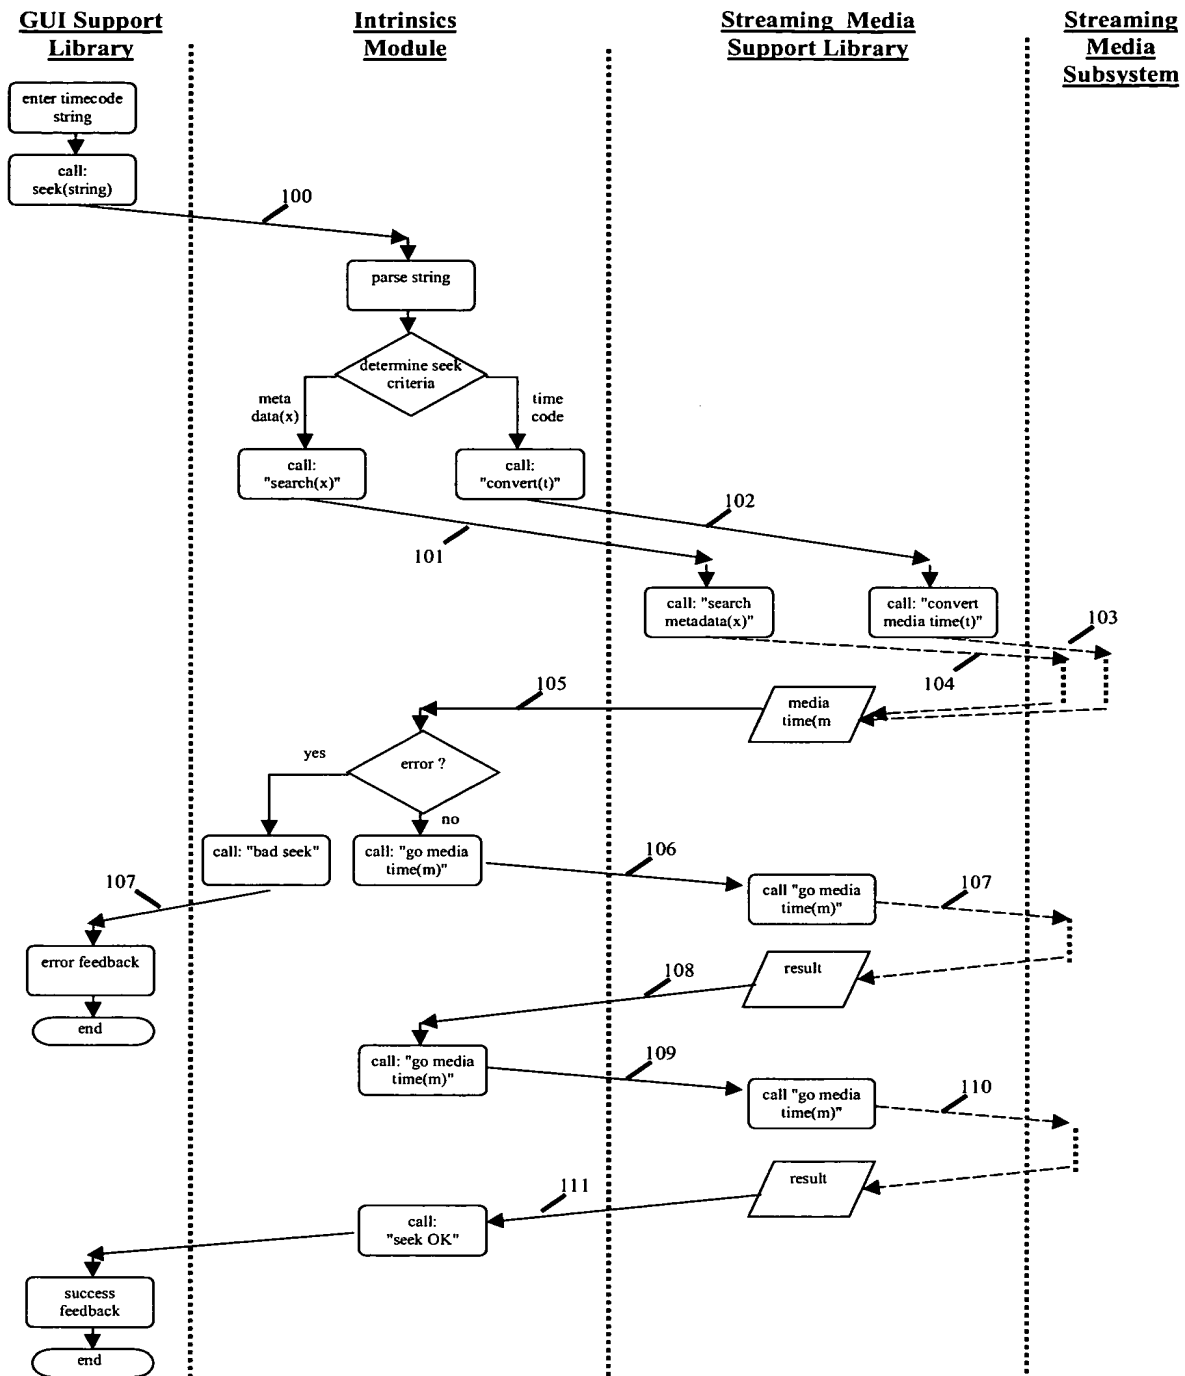 GUI Support
Library
Intrinsics
Module
Streaming Media
Support Library
Streaming
Media
Subsystem
enter timecode
string
call:
seek(string)
100
parse string
determine seek
criteria
meta
data(x)
time
code
call:
"search(x)"
call:
"convert(t)"
101
102
call: "search
metadata(x)"
call: "convert
media time(t)"
103
104
105
media
time(m
error ?
yes
no
call: "bad seek"
call: "go media
time(m)"
106
107
call "go media
time(m)"
107
error feedback
end
108
result
call: "go media
time(m)"
109
call "go media
time(m)"
110
111
result
call:
"seek OK"
success
feedback
end